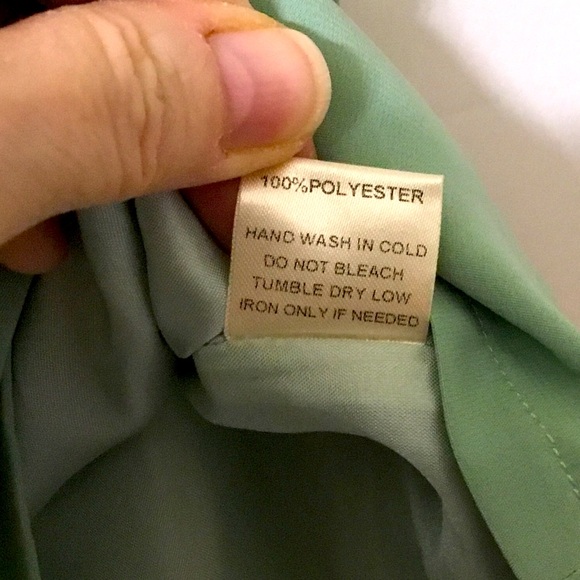 100%POLYESTER
HAND WASH IN COLD
DO NOT BLEACH
TUMBLE DRY LOW
IRON ONLY IF NEEDED